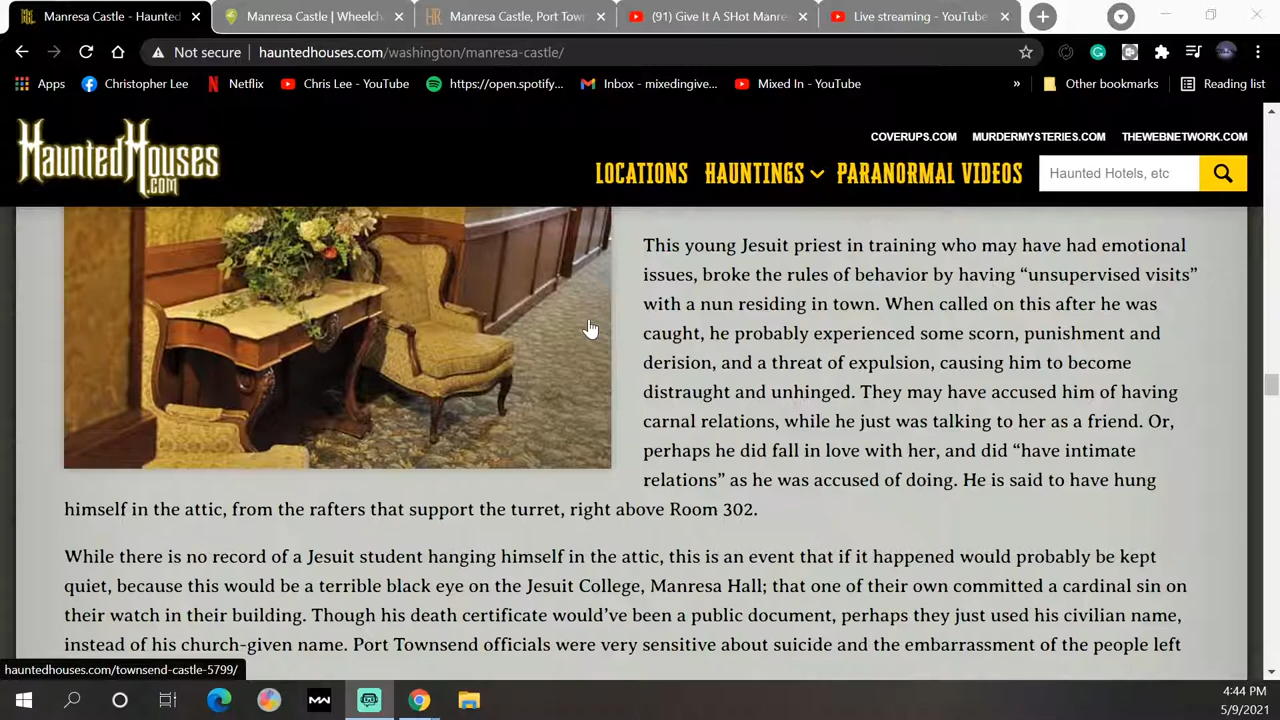 Manresa Castle - Haunted
Manresa Castle | Wheelch
Manresa Castle, Port Tow
(91) Give It A SHot Manre
Live streaming - YouTube
Not secure
hauntedhouses.com/washington/manresa-castle/
Apps
Christopher Lee
Netflix
Chris Lee - YouTube
https://open.spotify...
Inbox - mixedingive...
Mixed In - YouTube
»
Other bookmarks
Reading list
HAUNTEDHOUSES
.COM
COVERUPS.COM
MURDERMYSTERIES.COM
THEWEBNETWORK.COM
LOCATIONS
HAUNTINGS
PARANORMAL VIDEOS
Haunted Hotels, etc
This young Jesuit priest in training who may have had emotional
issues, broke the rules of behavior by having “unsupervised visits”
with a nun residing in town. When called on this after he was
caught, he probably experienced some scorn, punishment and
derision, and a threat of expulsion, causing him to become
distraught and unhinged. They may have accused him of having
carnal relations, while he just was talking to her as a friend. Or,
perhaps he did fall in love with her, and did “have intimate
relations” as he was accused of doing. He is said to have hung
himself in the attic, from the rafters that support the turret, right above Room 302.
While there is no record of a Jesuit student hanging himself in the attic, this is an event that if it happened would probably be kept
quiet, because this would be a terrible black eye on the Jesuit College, Manresa Hall; that one of their own committed a cardinal sin on
their watch in their building. Though his death certificate would’ve been a public document, perhaps they just used his civilian name,
instead of his church-given name. Port Townsend officials were very sensitive about suicide and the embarrassment of the people left
hauntedhouses.com/townsend-castle-5799/
MW
4:44 PM
5/9/2021